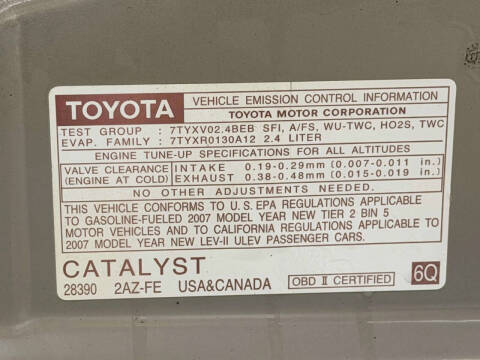 TOYOTA VEHICLE EMISSION CONTROL INFORMATION
TOYOTA MOTOR CORPORATION
TEST GROUP : 7TYXV02.4BEB SFI, A/FS, WU-TWC, HO2S, TWC
EVAP. FAMILY : 7TYXR0130A12 2.4 LITER
ENGINE TUNE-UP SPECIFICATIONS FOR ALL ALTITUDES
VALVE CLEARANCE INTAKE 0.19-0.29mm (0.007-0.011 in.)
(ENGINE AT COLD) EXHAUST 0.38-0.48mm (0.015-0.019 in.)
NO OTHER ADJUSTMENTS NEEDED.
THIS VEHICLE CONFORMS TO U.S. EPA REGULATIONS APPLICABLE
TO GASOLINE-FUELED 2007 MODEL YEAR NEW TIER 2 BIN 5
MOTOR VEHICLES AND TO CALIFORNIA REGULATIONS APPLICABLE TO
2007 MODEL YEAR NEW LEV-II ULEV PASSENGER CARS.
CATALYST
28390 2AZ-FE USA&CANADA OBD II CERTIFIED 6Q